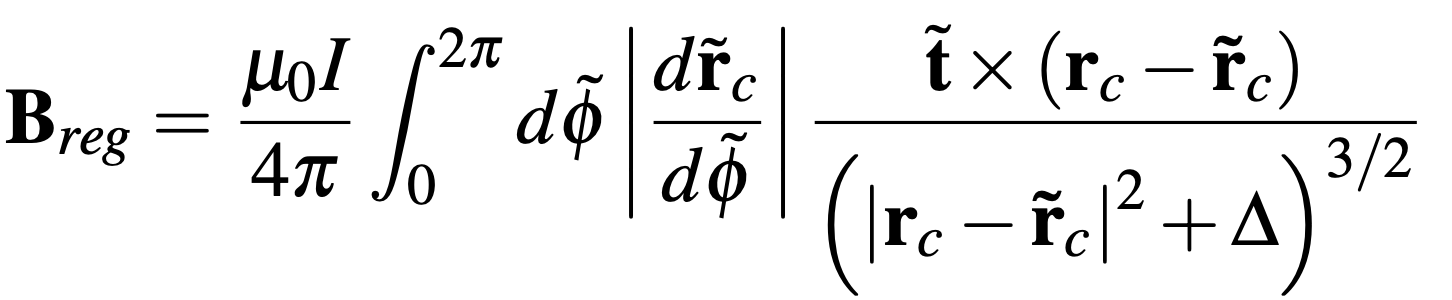 $$\mathbf{B}_{reg} = \frac{\mu_0 I}{4\pi} \int_0^{2\pi} d\tilde{\phi} \left| \frac{d\tilde{\mathbf{r}}_c}{d\tilde{\phi}} \right| \frac{\tilde{\mathbf{t}} \times (\mathbf{r}_c - \tilde{\mathbf{r}}_c)}{\left( |\mathbf{r}_c - \tilde{\mathbf{r}}_c|^2 + \Delta \right)^{3/2}}$$